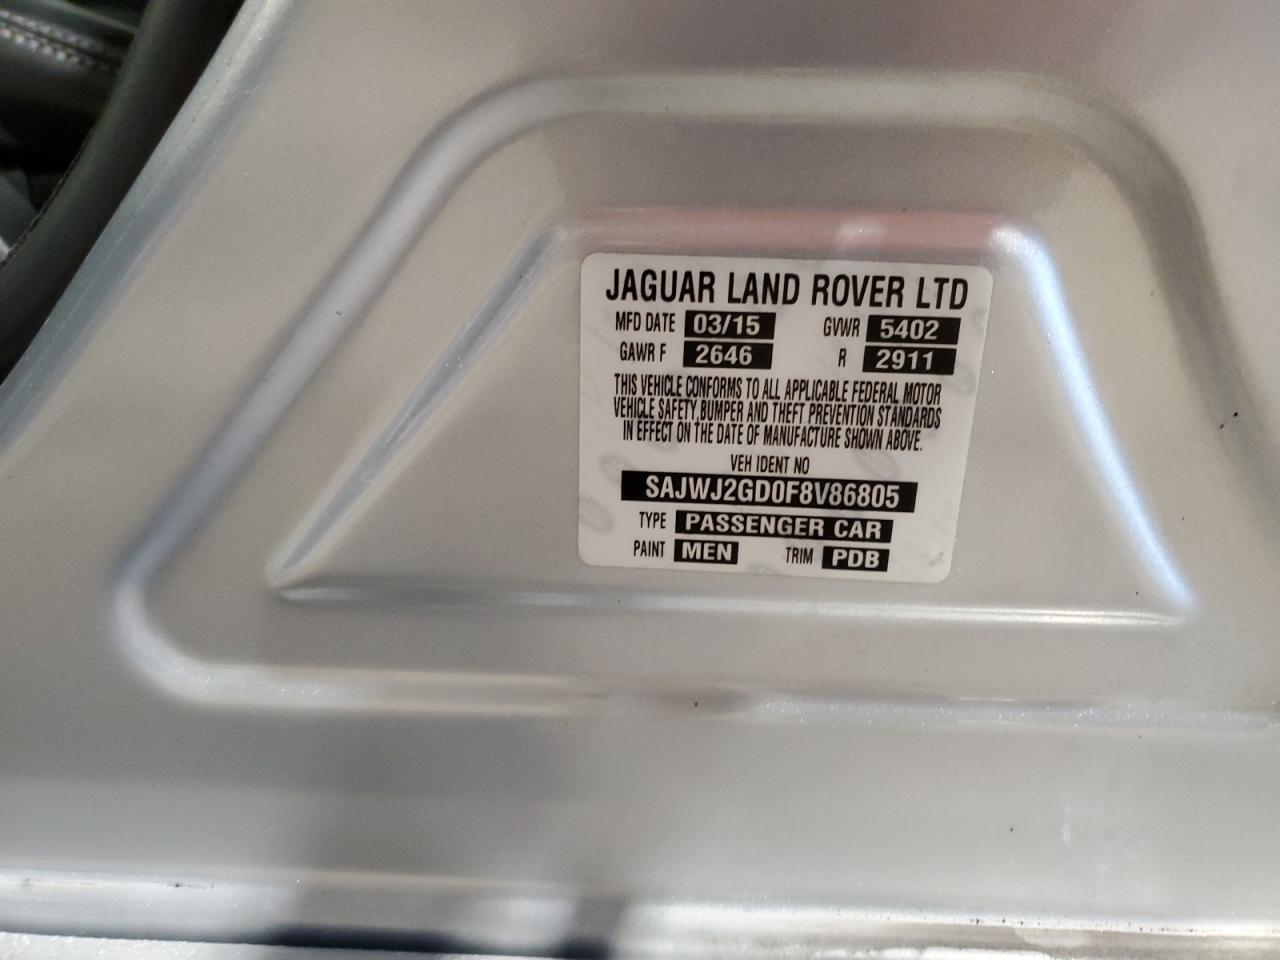 JAGUAR LAND ROVER LTD
MFD DATE 03/15 GVWR 5402
GAWR F 2646 R 2911
THIS VEHICLE CONFORMS TO ALL APPLICABLE FEDERAL MOTOR
VEHICLE SAFETY, BUMPER AND THEFT PREVENTION STANDARDS
IN EFFECT ON THE DATE OF MANUFACTURE SHOWN ABOVE.
VEH IDENT NO
SAJWJ2GD0F8V86805
TYPE PASSENGER CAR
PAINT MEN TRIM PDB